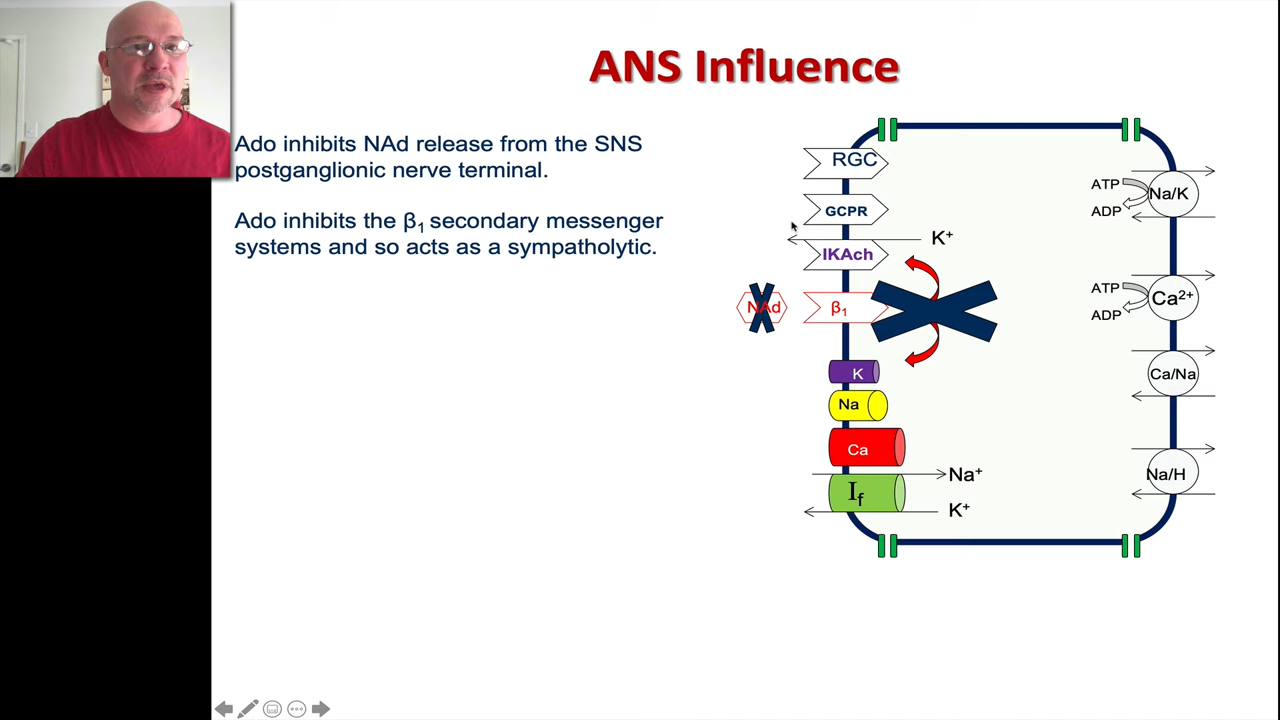 ANS Influence
Ado inhibits NAd release from the SNS
postganglionic nerve terminal.
Ado inhibits the β₁ secondary messenger
systems and so acts as a sympatholytic.
RGC
GCPR
IKAch
K⁺
NAd
β₁
K
Na
Ca
Na⁺
I_f
K⁺
ATP
Na/K
ADP
ATP
Ca²⁺
ADP
Ca/Na
Na/H